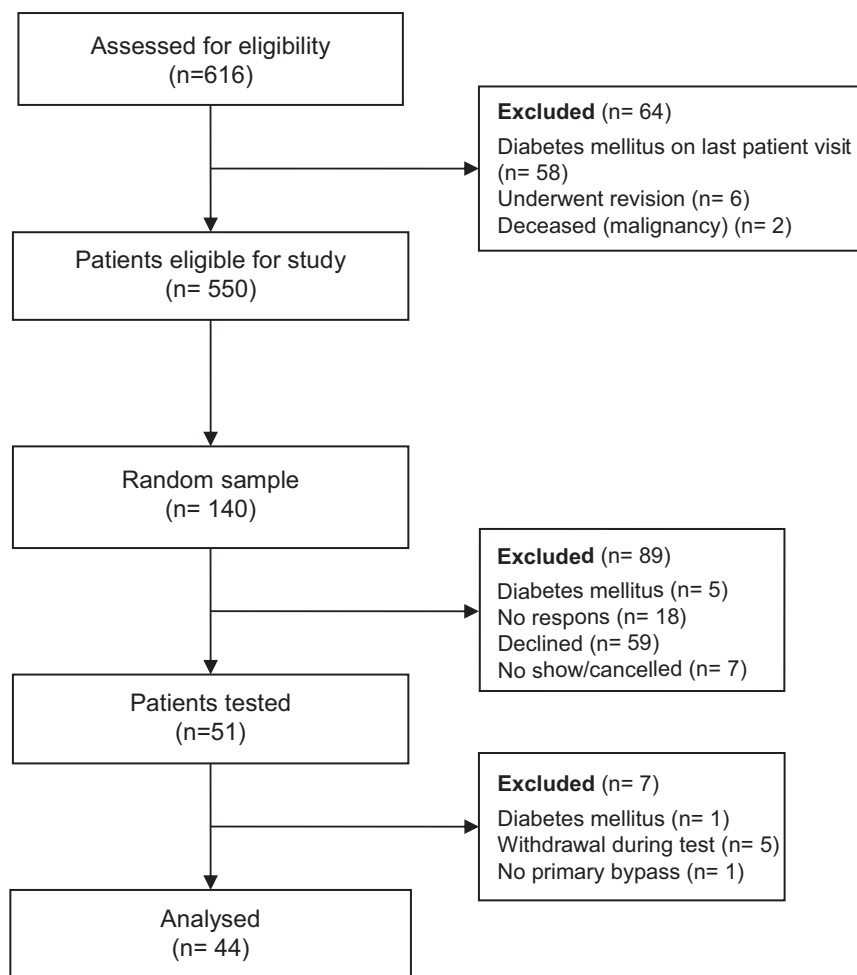 Assessed for eligibility
(n=616)
Excluded (n= 64)
Diabetes mellitus on last patient visit
(n= 58)
Underwent revision (n= 6)
Deceased (malignancy) (n= 2)
Patients eligible for study
(n= 550)
Random sample
(n= 140)
Excluded (n= 89)
Diabetes mellitus (n= 5)
No respons (n= 18)
Declined (n= 59)
No show/cancelled (n= 7)
Patients tested
(n=51)
Excluded (n= 7)
Diabetes mellitus (n= 1)
Withdrawal during test (n= 5)
No primary bypass (n= 1)
Analysed
(n= 44)